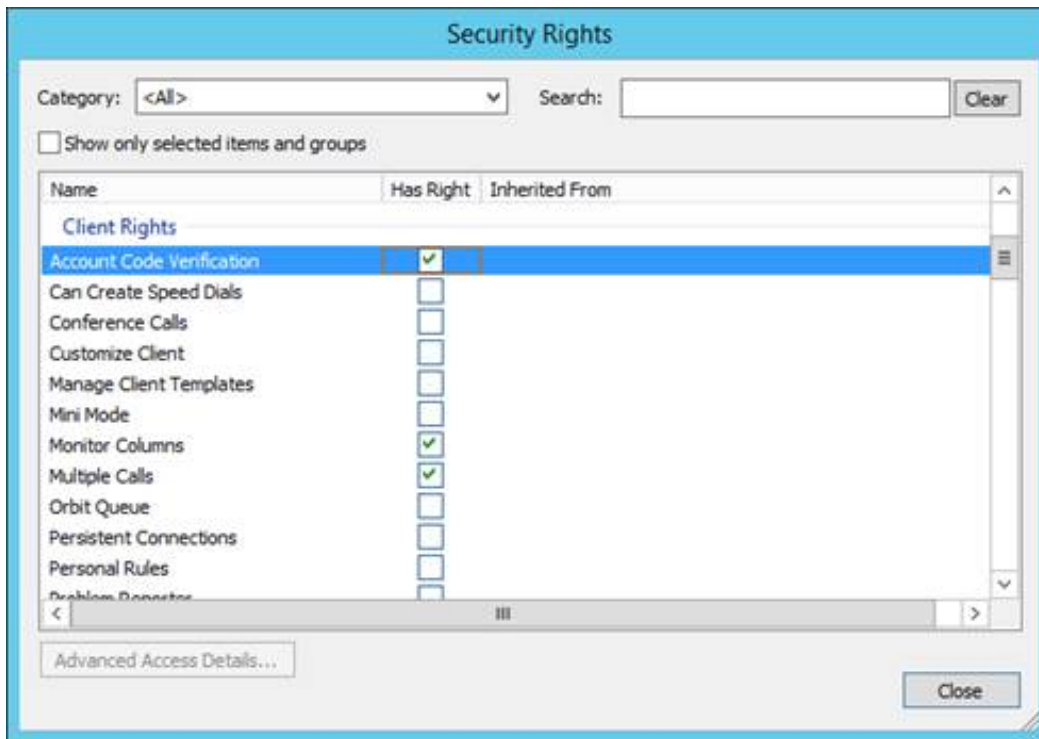 Security Rights
Category: <All> Search: Clear
Show only selected items and groups
Name Has Right Inherited From
Client Rights
Account Code Verification
Can Create Speed Dials
Conference Calls
Customize Client
Manage Client Templates
Mini Mode
Monitor Columns
Multiple Calls
Orbit Queue
Persistent Connections
Personal Rules
Problem Reporter
Advanced Access Details...
Close